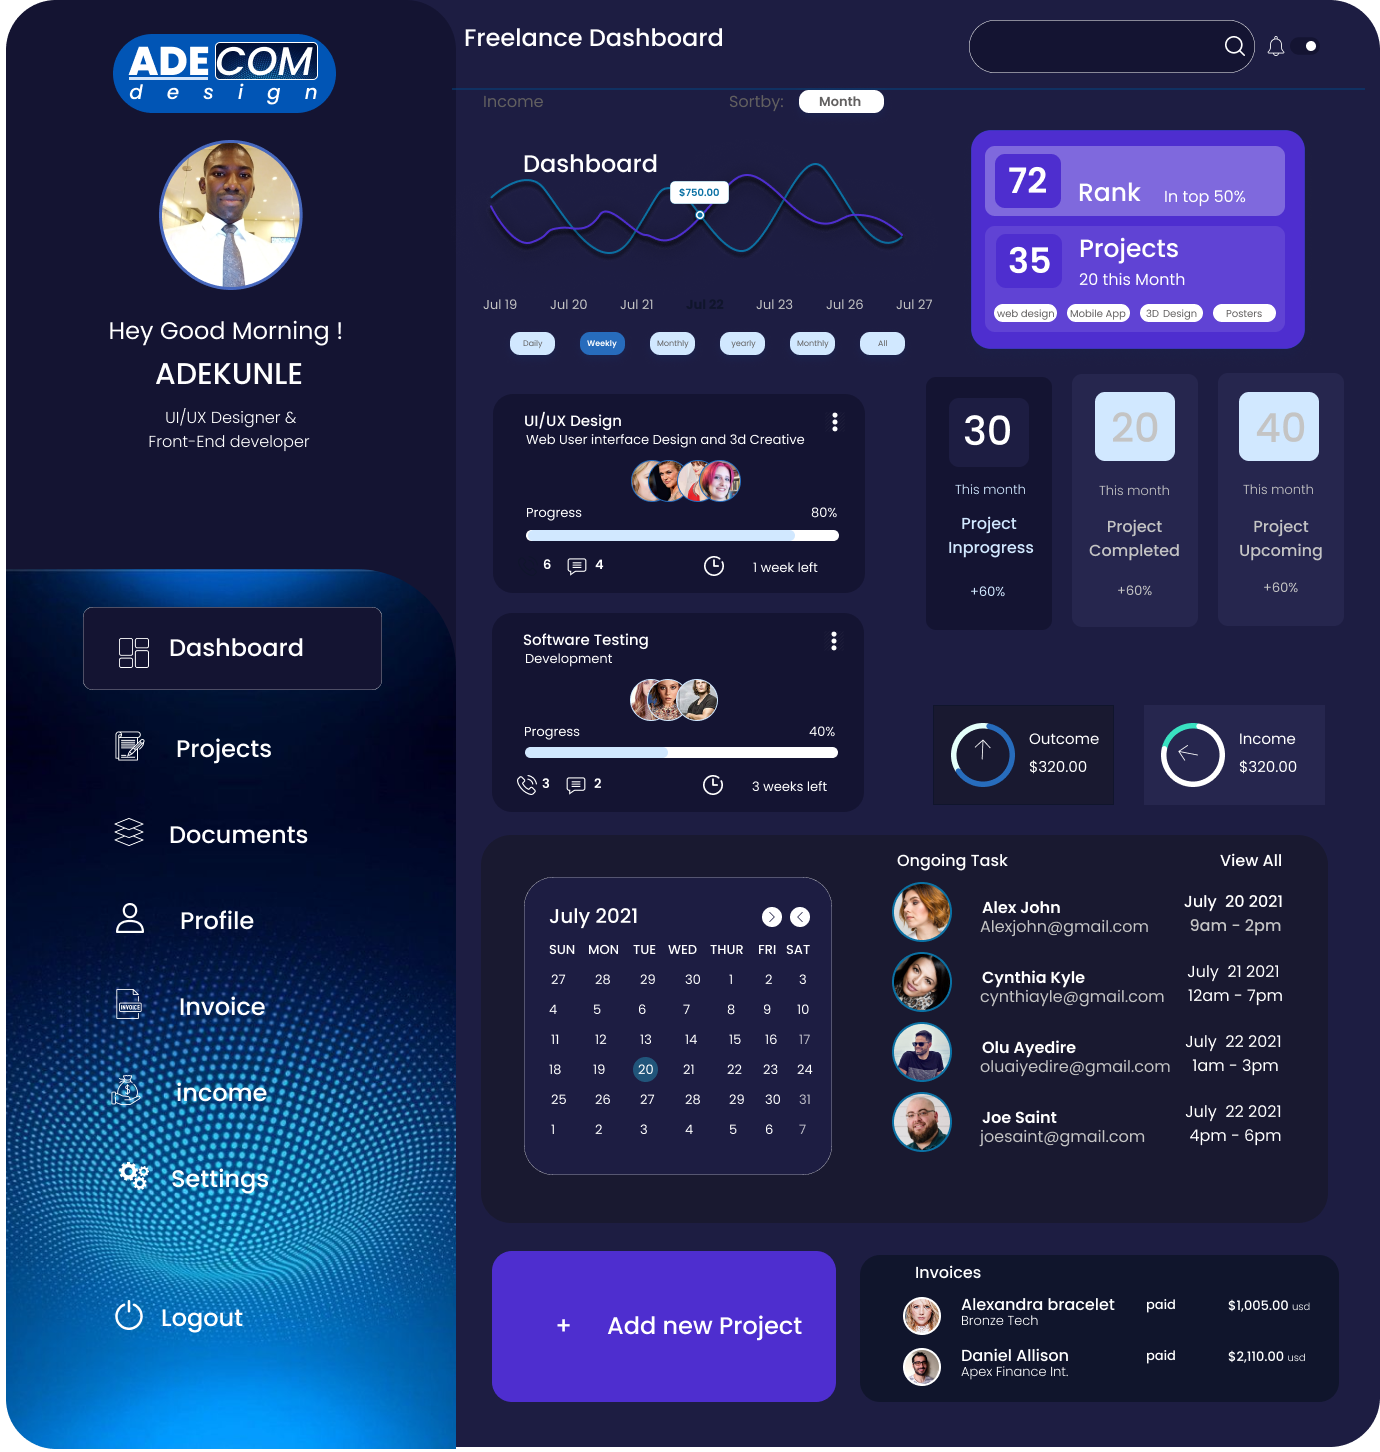 ADECOM
design
Hey Good Morning !
ADEKUNLE
UI/UX Designer &
Front-End developer
Dashboard
Projects
Documents
Profile
INVOICE
Invoice
income
Settings
Logout
Freelance Dashboard
Income
Sortby:
Month
Dashboard
$750.00
Jul 19 Jul 20 Jul 21 Jul 22 Jul 23 Jul 26 Jul 27
Daily Weekly Monthly yearly Monthly All
72 Rank In top 50%
35 Projects
20 this Month
web design Mobile App 3D Design Posters
UI/UX Design
Web User interface Design and 3d Creative
Progress 80%
6 4 1 week left
Software Testing
Development
Progress 40%
3 2 3 weeks left
30
This month
Project
Inprogress
+60%
20
This month
Project
Completed
+60%
40
This month
Project
Upcoming
+60%
Outcome
$320.00
Income
$320.00
July 2021
SUN MON TUE WED THUR FRI SAT
27 28 29 30 1 2 3
4 5 6 7 8 9 10
11 12 13 14 15 16 17
18 19 20 21 22 23 24
25 26 27 28 29 30 31
1 2 3 4 5 6 7
Ongoing Task View All
Alex John July 20 2021
Alexjohn@gmail.com 9am - 2pm
Cynthia Kyle July 21 2021
cynthiayle@gmail.com 12am - 7pm
Olu Ayedire July 22 2021
oluaiyedire@gmail.com 1am - 3pm
Joe Saint July 22 2021
joesaint@gmail.com 4pm - 6pm
+ Add new Project
Invoices
Alexandra bracelet paid $1,005.00 usd
Bronze Tech
Daniel Allison paid $2,110.00 usd
Apex Finance Int.